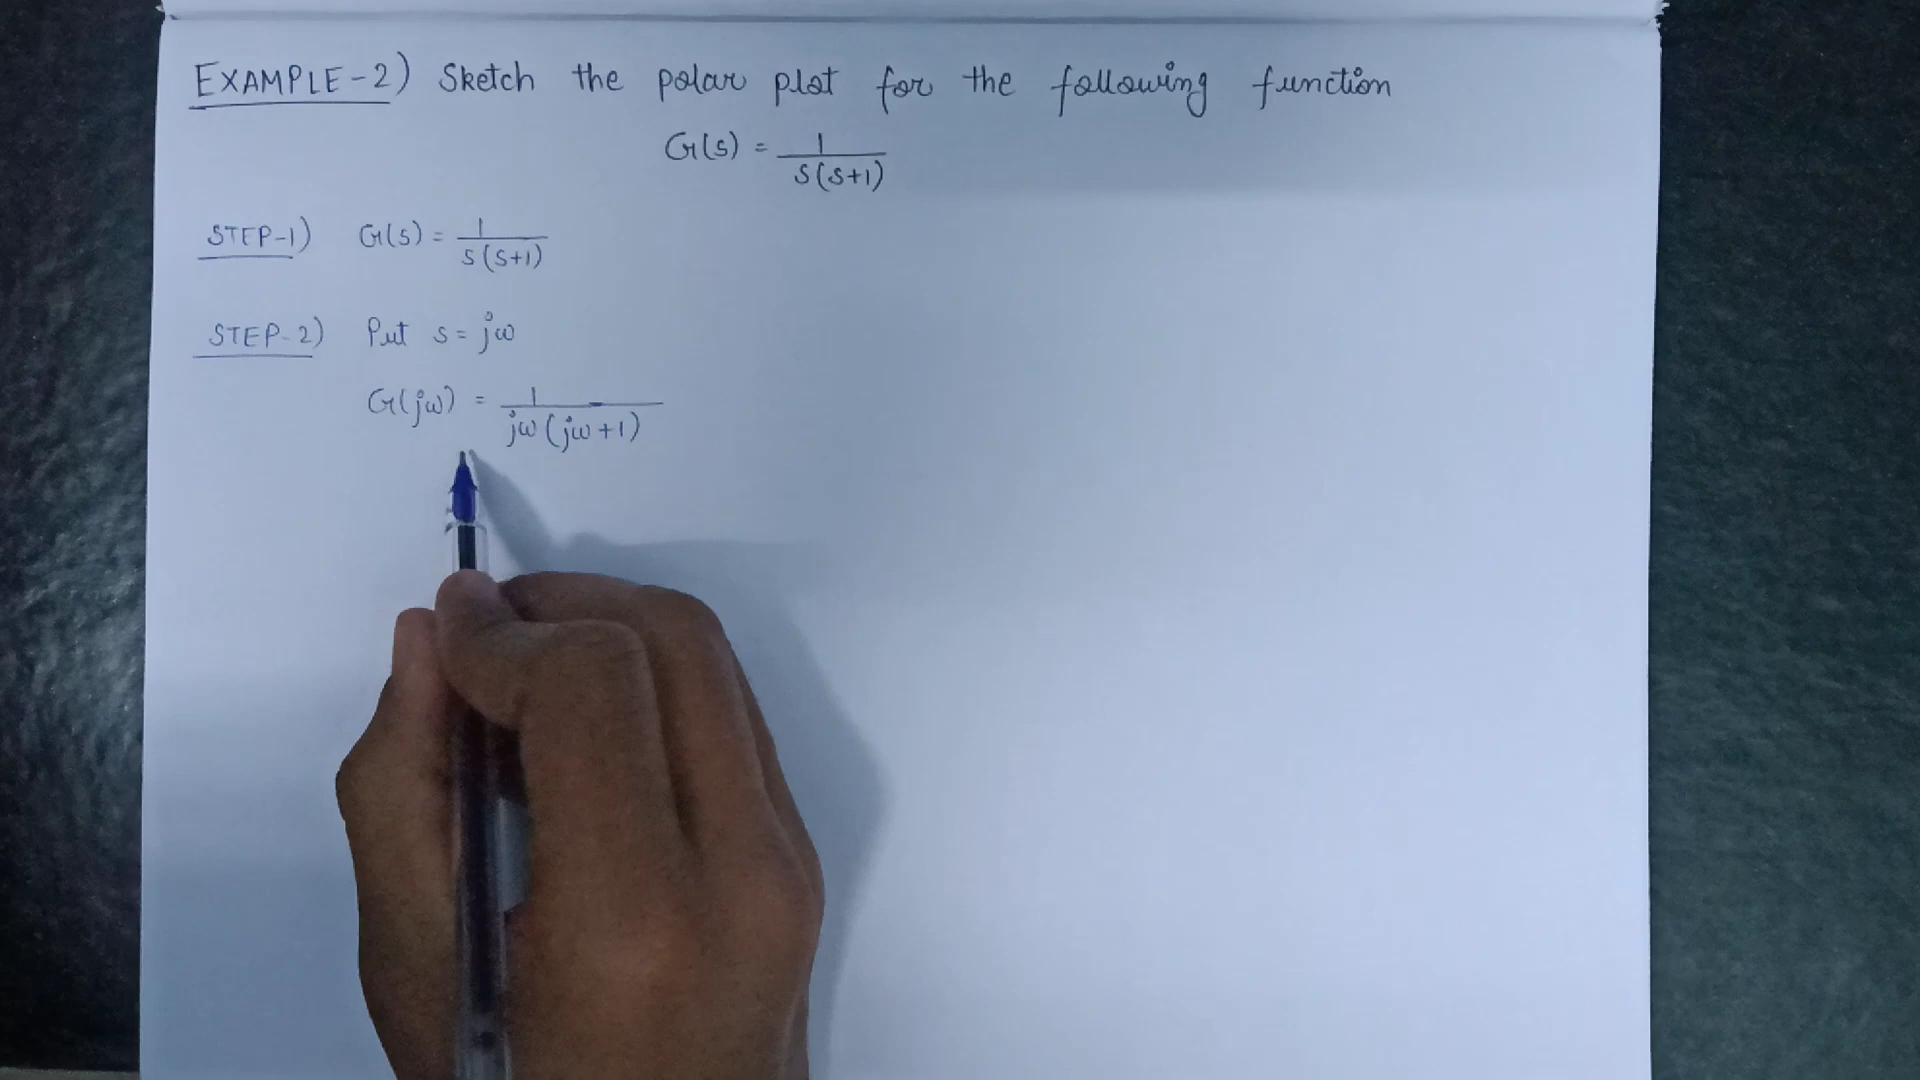 EXAMPLE-2) Sketch the polar plot for the following function
G(s) = 1/s(s+1)
STEP-1) G(s) = 1/s(s+1)
STEP-2) Put s = jω
G(jω) = 1/jω(jω+1)